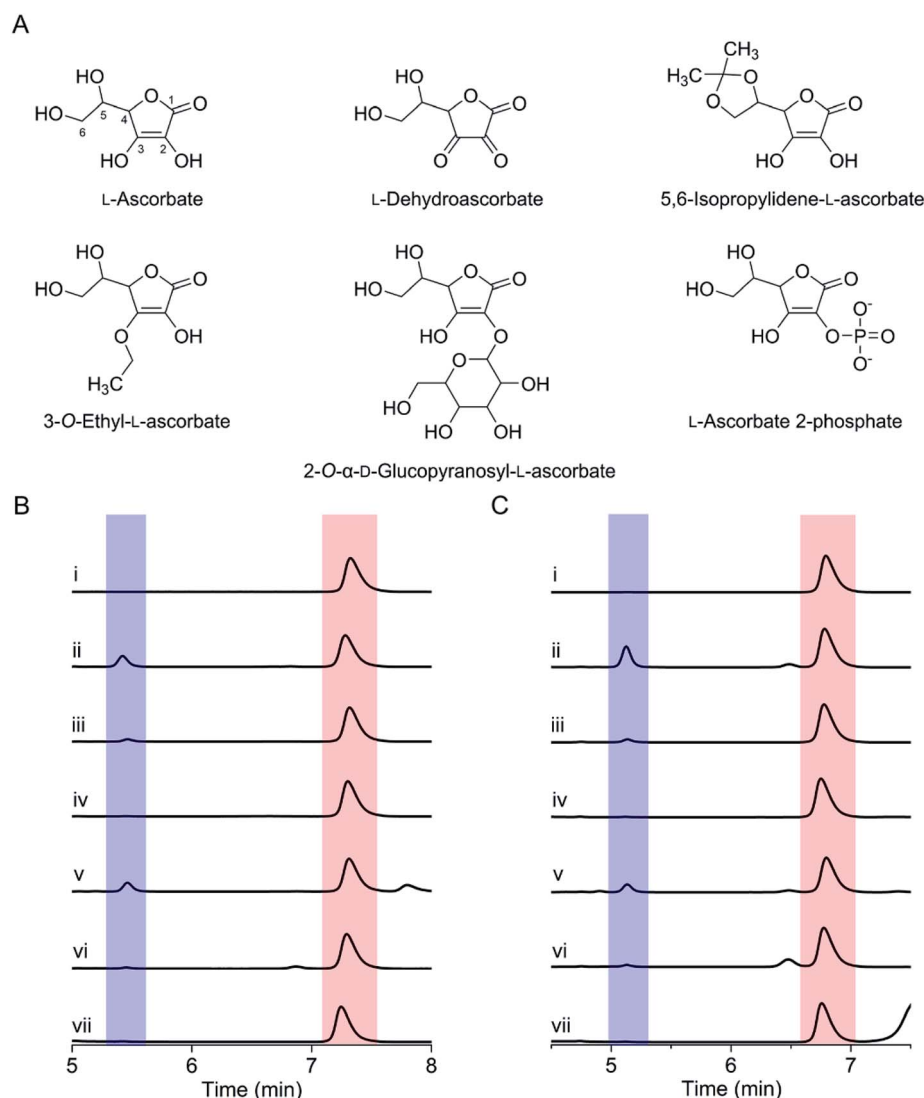 A
HO
HO
O
O
1
2
3
4
5
6
HO
OH
L-Ascorbate
HO
HO
O
O
O
O
L-Dehydroascorbate
CH3
H3C
O
O
O
O
HO
OH
5,6-Isopropylidene-L-ascorbate
HO
HO
O
O
O
OH
H3C
3-O-Ethyl-L-ascorbate
HO
HO
O
O
HO
O
O
OH
HO
HO
OH
2-O-α-D-Glucopyranosyl-L-ascorbate
HO
HO
O
O
HO
O
O-
P
O
O-
L-Ascorbate 2-phosphate
B
i
ii
iii
iv
v
vi
vii
5 6 7 8
Time (min)
C
i
ii
iii
iv
v
vi
vii
5 6 7
Time (min)